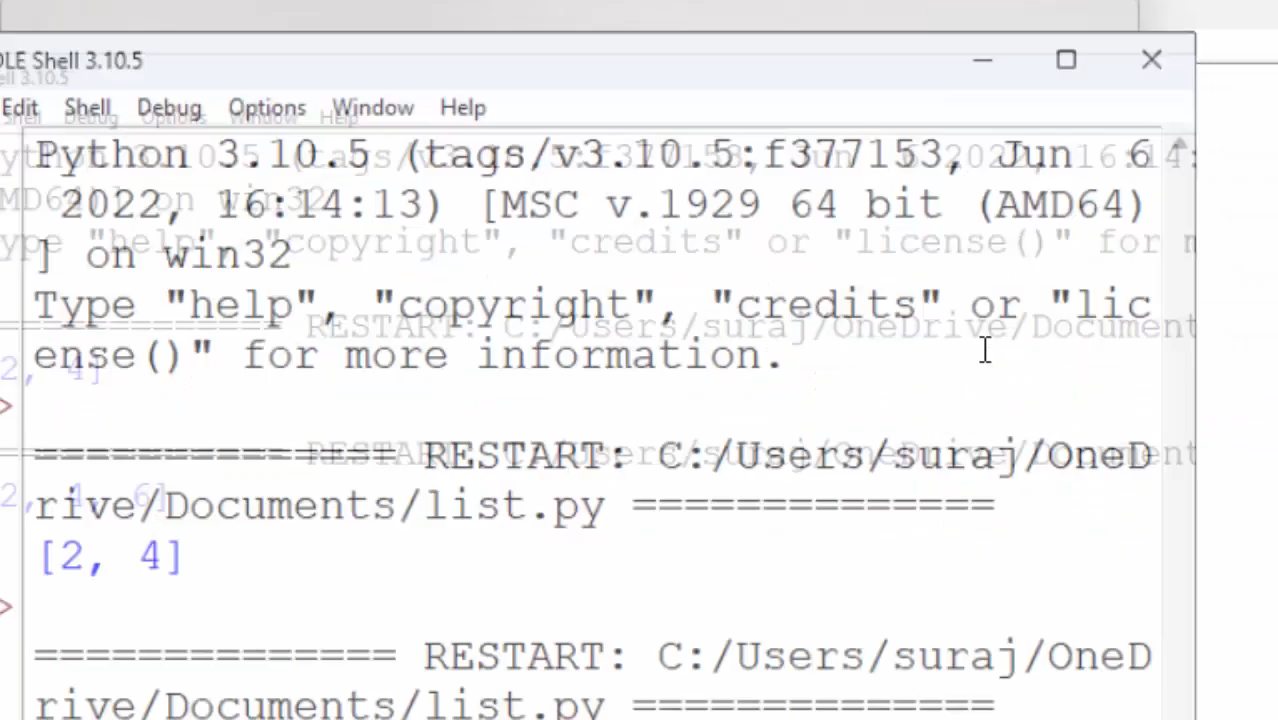 DLE Shell 3.10.5
Edit Shell Debug Options Window Help
Python 3.10.5 (tags/v3.10.5:f377153, Jun 6
2022, 16:14:13) [MSC v.1929 64 bit (AMD64)
] on win32
Type "help", "copyright", "credits" or "lic
ense()" for more information.
============== RESTART: C:/Users/suraj/OneD
rive/Documents/list.py ==============
[2, 4]
============== RESTART: C:/Users/suraj/OneD
rive/Documents/list.py ==============